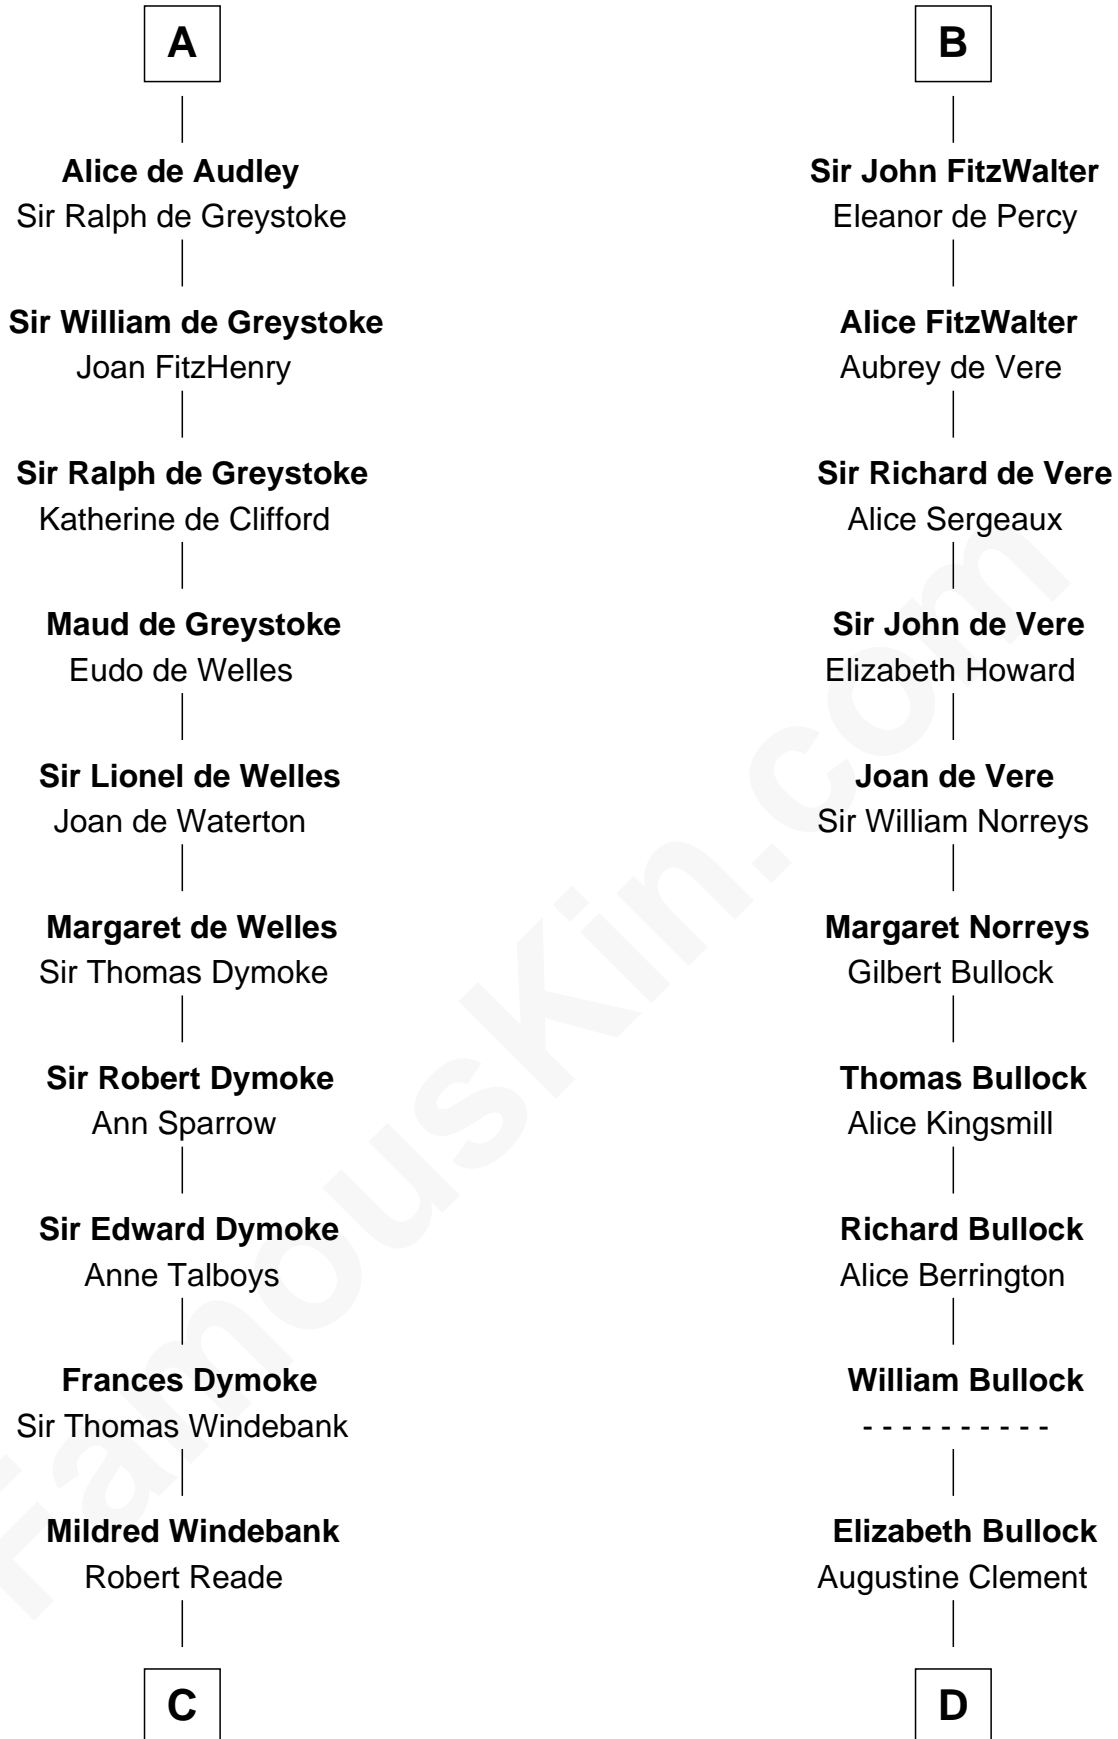 A
Alice de Audley
Sir Ralph de Greystoke
Sir William de Greystoke
Joan FitzHenry
Sir Ralph de Greystoke
Katherine de Clifford
Maud de Greystoke
Eudo de Welles
Sir Lionel de Welles
Joan de Waterton
Margaret de Welles
Sir Thomas Dymoke
Sir Robert Dymoke
Ann Sparrow
Sir Edward Dymoke
Anne Talboys
Frances Dymoke
Sir Thomas Windebank
Mildred Windebank
Robert Reade
C
B
Sir John FitzWalter
Eleanor de Percy
Alice FitzWalter
Aubrey de Vere
Sir Richard de Vere
Alice Sergeaux
Sir John de Vere
Elizabeth Howard
Joan de Vere
Sir William Norreys
Margaret Norreys
Gilbert Bullock
Thomas Bullock
Alice Kingsmill
Richard Bullock
Alice Berrington
William Bullock
- - - - - - - - - -
Elizabeth Bullock
Augustine Clement
D
FamousKin.com